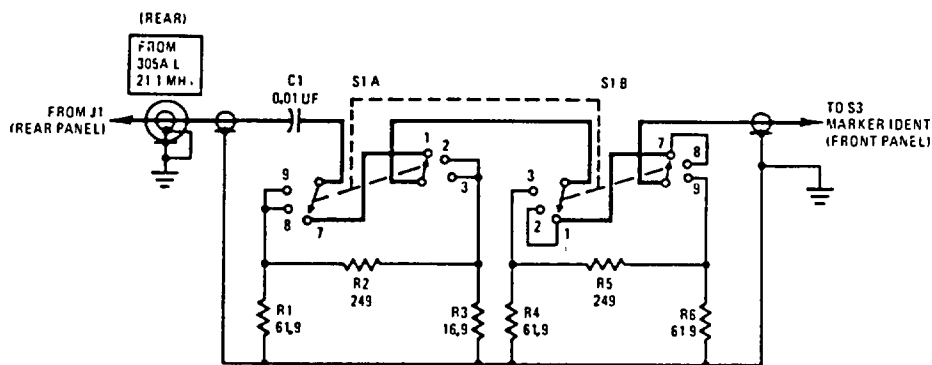 (REAR)
FROM
305A L
21.1 MH.
FROM J1
(REAR PANEL)
C1
0.01 UF
S1A
S1B
TO S3
MARKER IDENT
(FRONT PANEL)
1
2
3
9
8
7
3
2
1
7
8
9
R2
249
R5
249
R1
61.9
R3
16.9
R4
61.9
R6
61.9